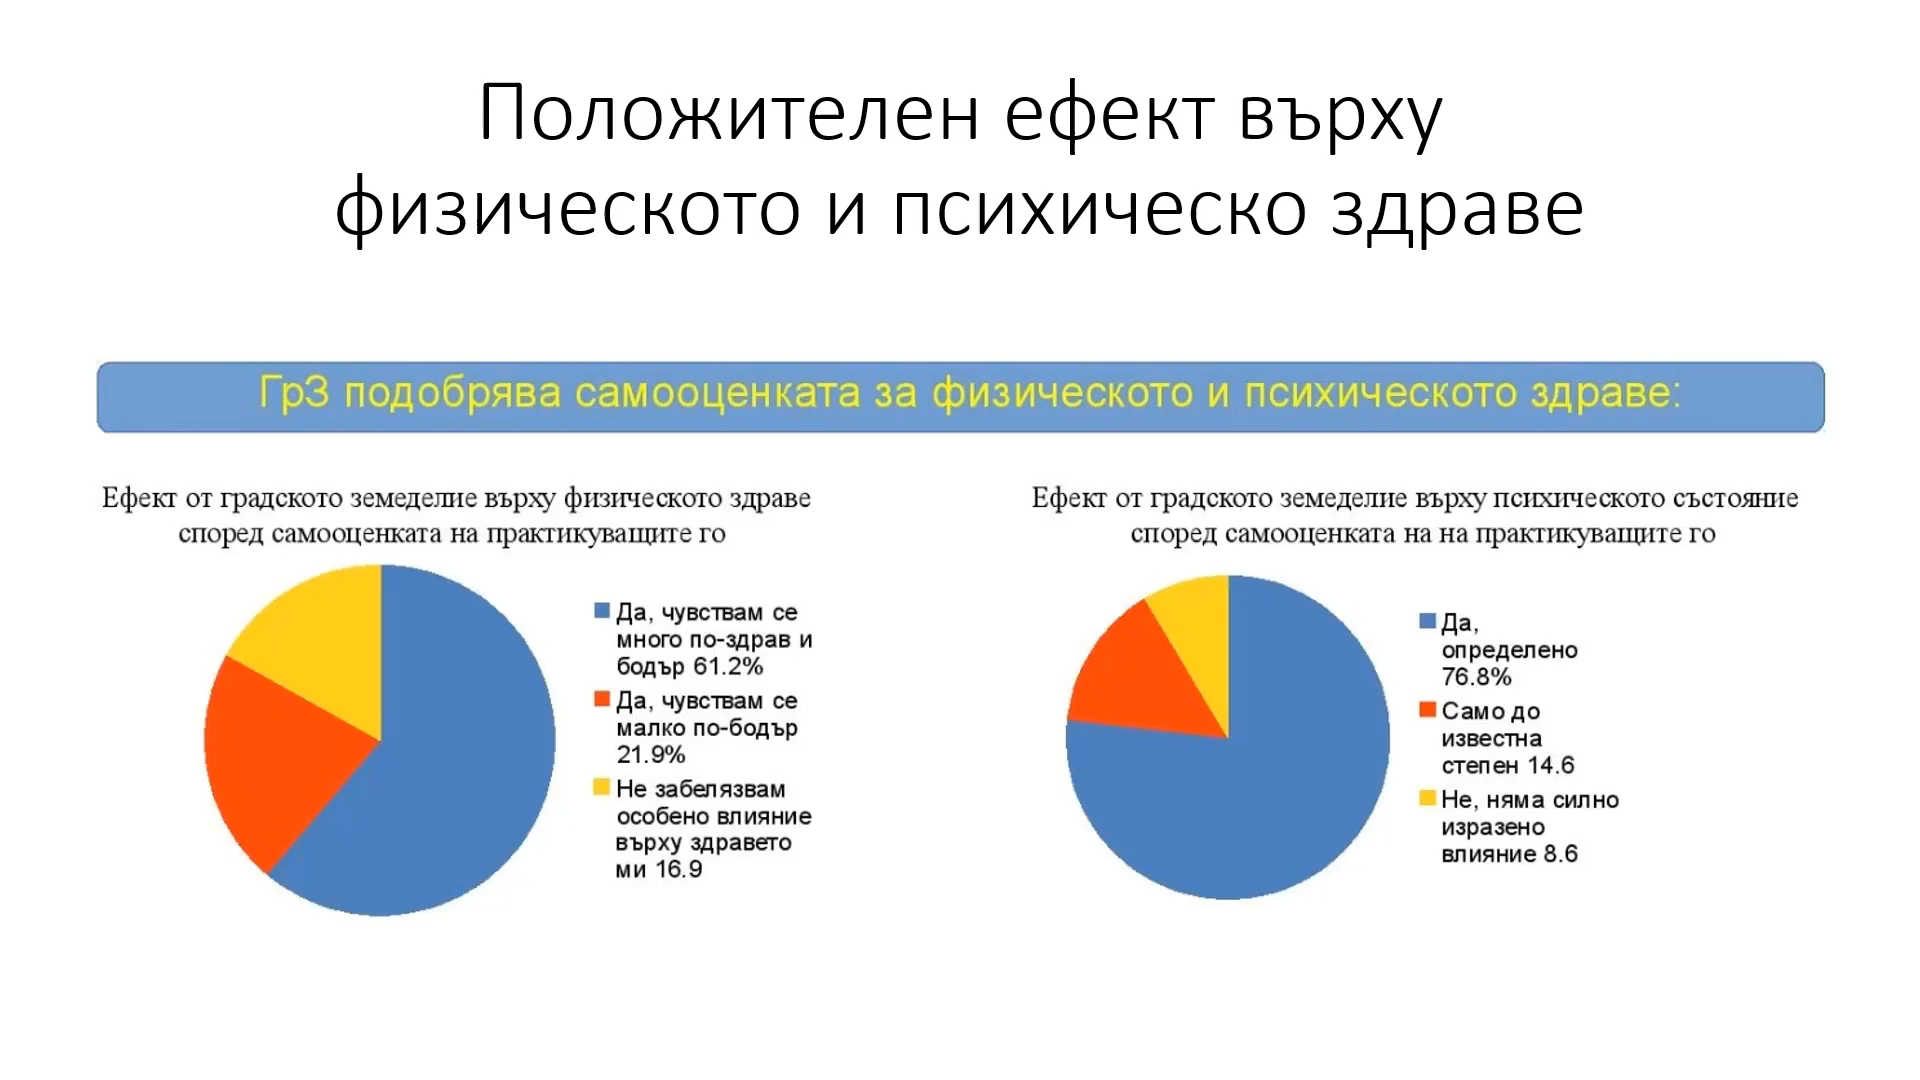 Положителен ефект върху
физическото и психическо здраве
ГрЗ подобрява самооценката за физическото и психическото здраве:
Ефект от градското земеделие върху физическото здраве
според самооценката на практикуващите го
Да, чувствам се
много по-здрав и
бодър 61.2%
Да, чувствам се
малко по-бодър
21.9%
Не забелязвам
особено влияние
върху здравето
ми 16.9
Ефект от градското земеделие върху психическото състояние
според самооценката на на практикуващите го
Да,
определено
76.8%
Само до
известна
степен 14.6
Не, няма силно
изразено
влияние 8.6